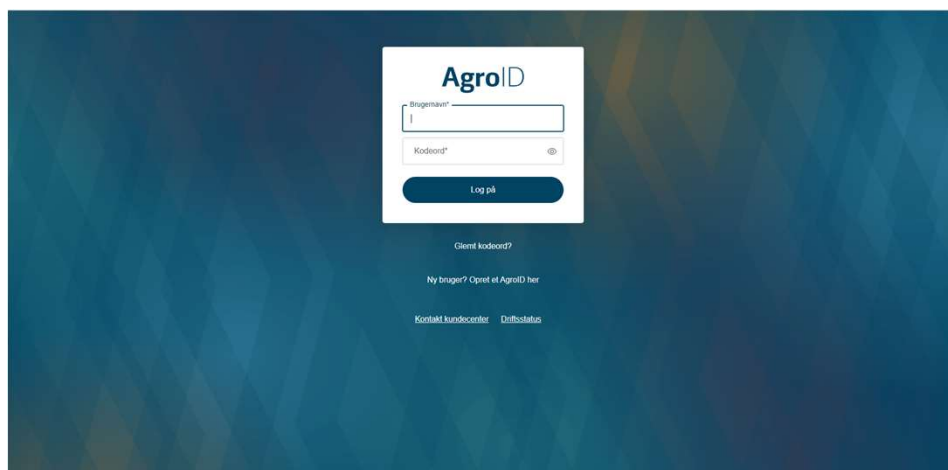 AgroID
Brugernavn*
Kodeord*
Log på
Glemt kodeord?
Ny bruger? Opret et AgroID her
Kontakt kundecenter Driftsstatus